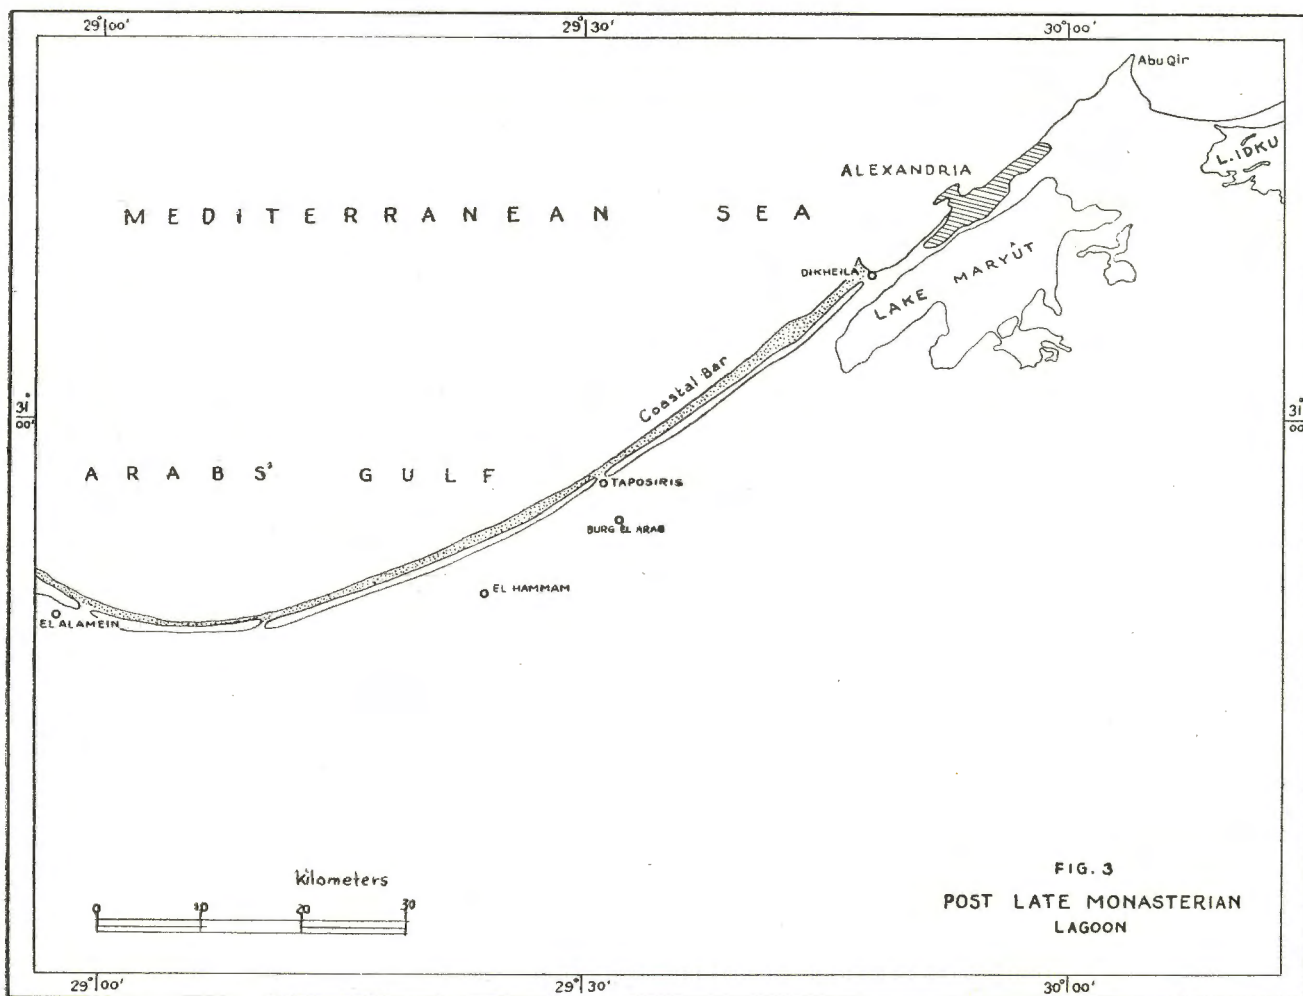 29°00' 29°30' 30°00'
Abu Qir
L. IDKU
ALEXANDRIA
MEDITERRANEAN SEA
DIKHEILA
LAKE MARYÛT
Coastal Bar
31°00' 31°00'
ARABS' GULF
TAPOSIRIS
BURG EL ARAB
EL HAMMAM
EL ALAMEIN
Kilometers
0 10 20 30
FIG. 3
POST LATE MONASTERIAN
LAGOON
29°00' 29°30' 30°00'